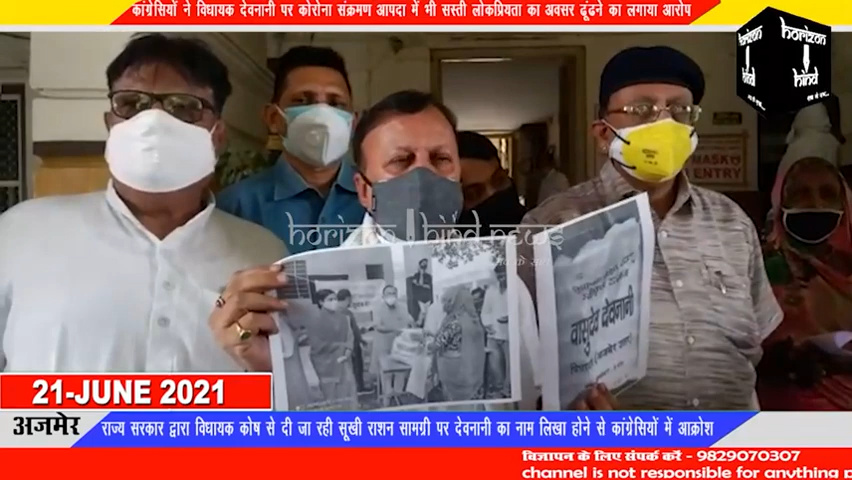 कांग्रेसियों ने विधायक देवनानी पर कोरोना संक्रमण आपदा में भी सस्ती लोकप्रियता का अवसर ढूंढने का लगाया आरोप
horizon
hind
horizon hind news
MASK
ENTRY
वासुदेव देवनानी
21-JUNE 2021
अजमेर
राज्य सरकार द्वारा विधायक कोष से दी जा रही सूखी राशन सामग्री पर देवनानी का नाम लिखा होने से कांग्रेसियों में आक्रोश
विज्ञापन के लिए संपर्क करें - 9829070307
channel is not responsible for anything p